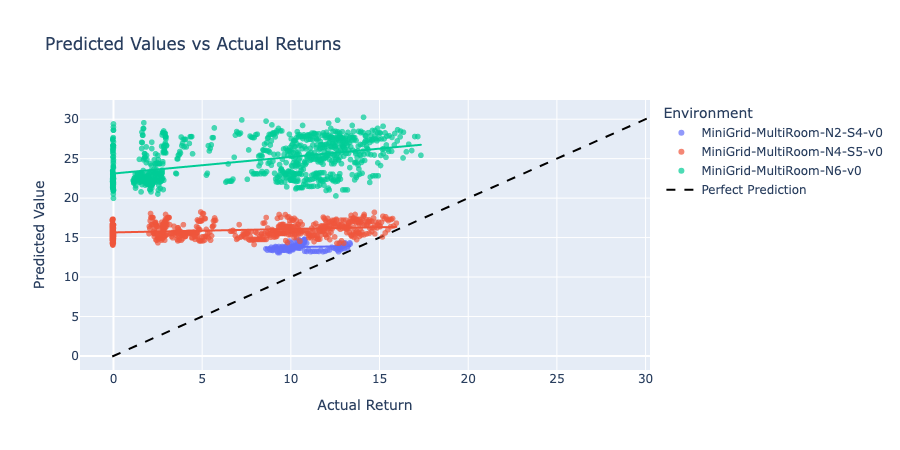 Predicted Values vs Actual Returns
Environment
MiniGrid-MultiRoom-N2-S4-v0
MiniGrid-MultiRoom-N4-S5-v0
MiniGrid-MultiRoom-N6-v0
Perfect Prediction
Predicted Value
30
25
20
15
10
5
0
0 5 10 15 20 25 30
Actual Return